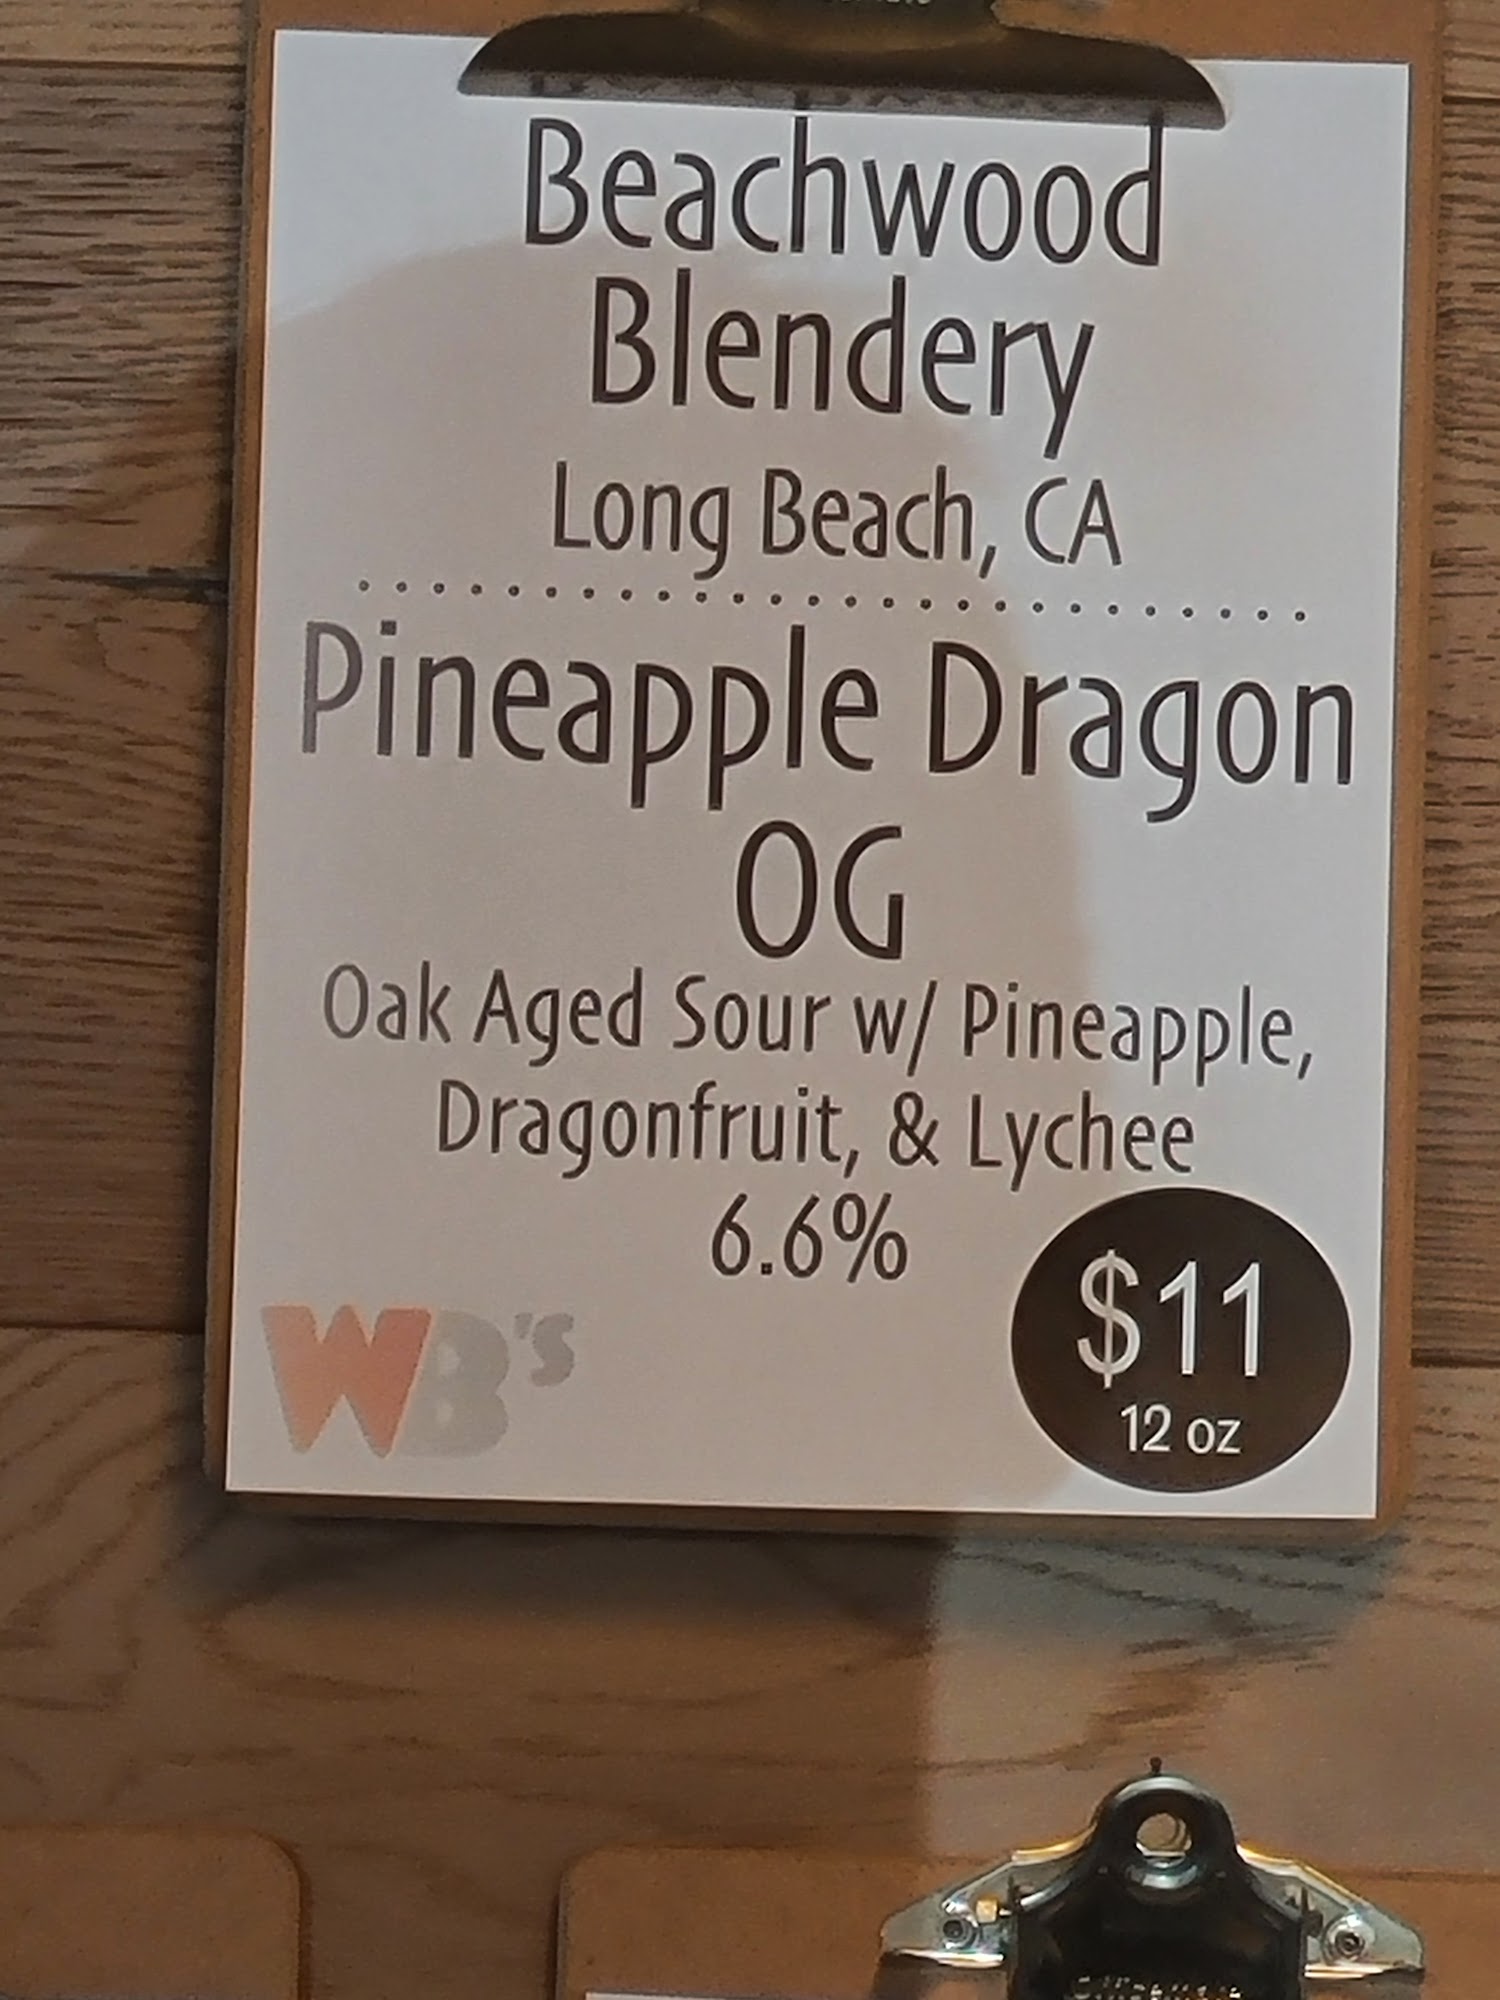 Beachwood
Blendery
Long Beach, CA
Pineapple Dragon
OG
Oak Aged Sour w/ Pineapple,
Dragonfruit, & Lychee
6.6%
WB's
$11
12 oz